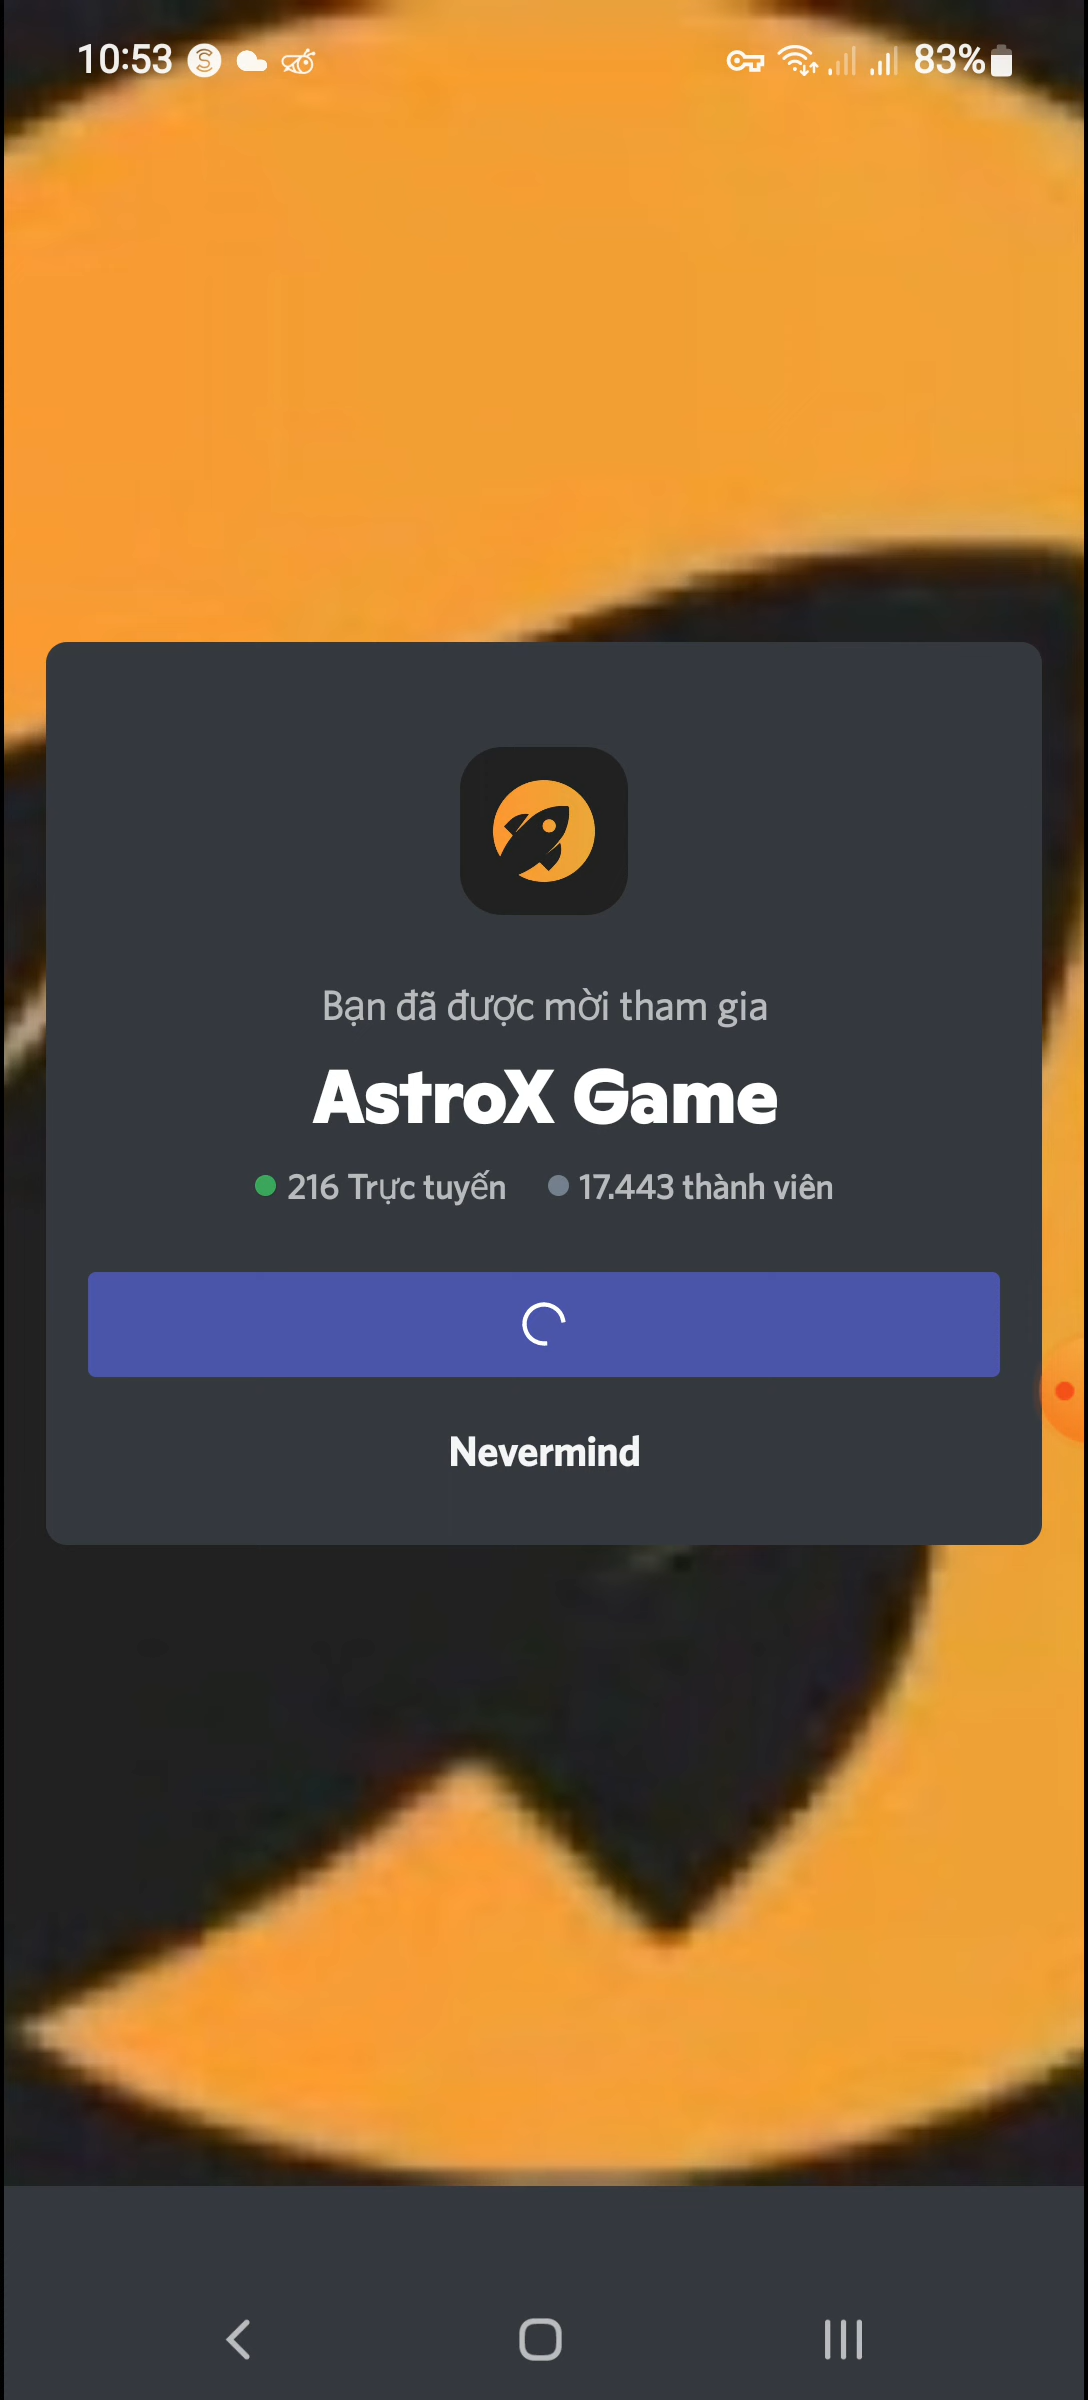 10:53
83%
Bạn đã được mời tham gia
AstroX Game
216 Trực tuyến 17.443 thành viên
Nevermind